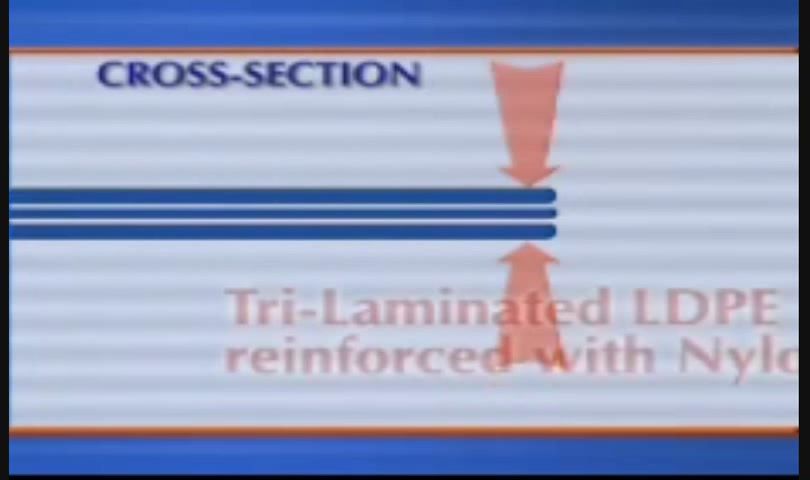 CROSS-SECTION
Tri-Laminated LDPE
reinforced with Nylo